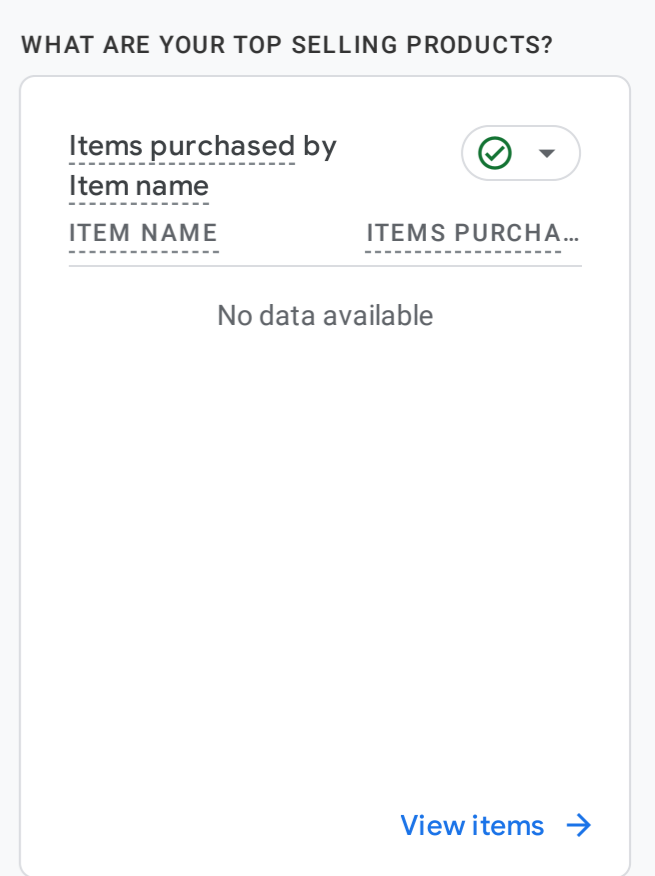 WHAT ARE YOUR TOP SELLING PRODUCTS?
Items purchased by
Item name
ITEM NAME ITEMS PURCHA...
No data available
View items